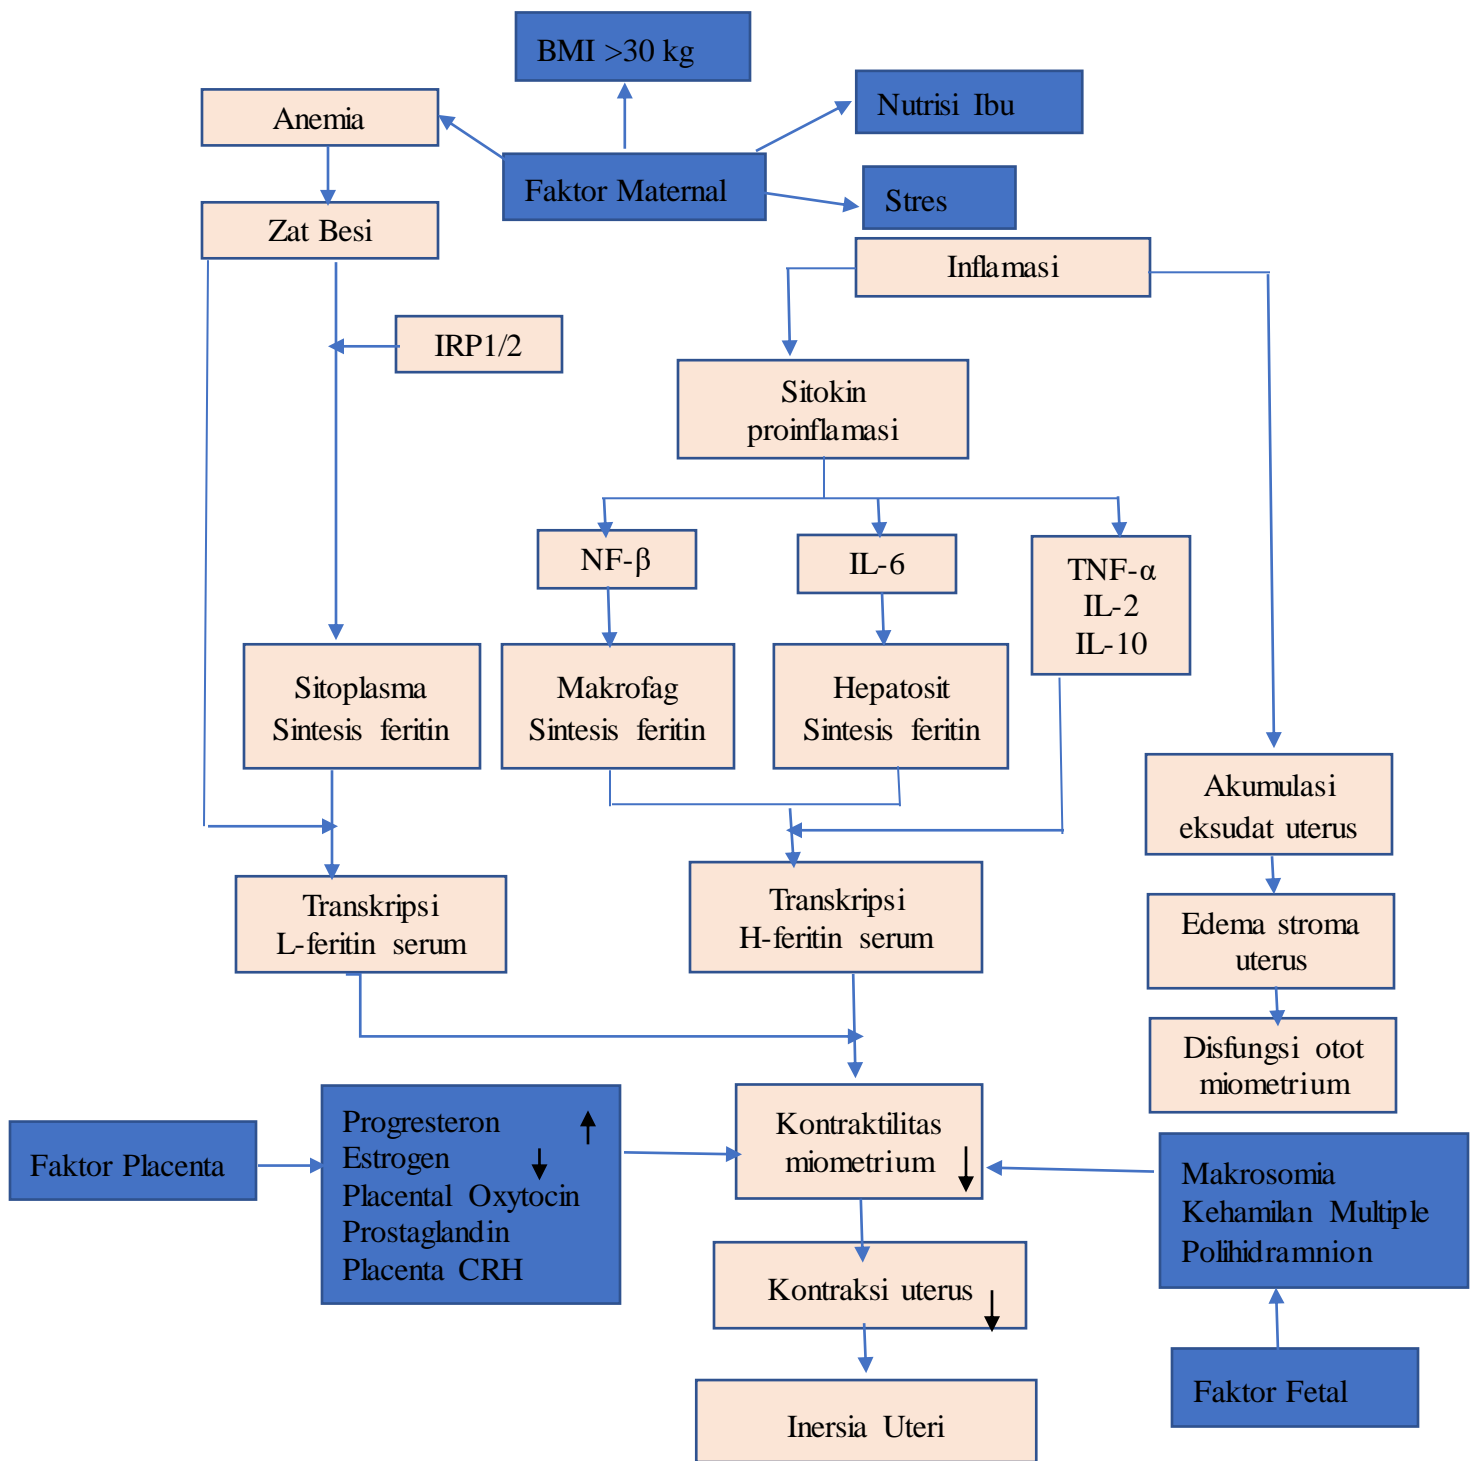 BMI >30 kg
Nutrisi Ibu
Anemia
Faktor Maternal
Stres
Zat Besi
Inflamasi
IRP1/2
Sitokin
proinflamasi
NF-β
IL-6
TNF-α
IL-2
IL-10
Sitoplasma
Sintesis feritin
Makrofag
Sintesis feritin
Hepatosit
Sintesis feritin
Akumulasi
eksudat uterus
Transkripsi
L-feritin serum
Transkripsi
H-feritin serum
Edema stroma
uterus
Disfungsi otot
miometrium
Faktor Placenta
Progresteron
Estrogen
Placental Oxytocin
Prostaglandin
Placenta CRH
Kontraktilitas
miometrium
Makrosomia
Kehamilan Multiple
Polihidramnion
Kontraksi uterus
Faktor Fetal
Inersia Uteri